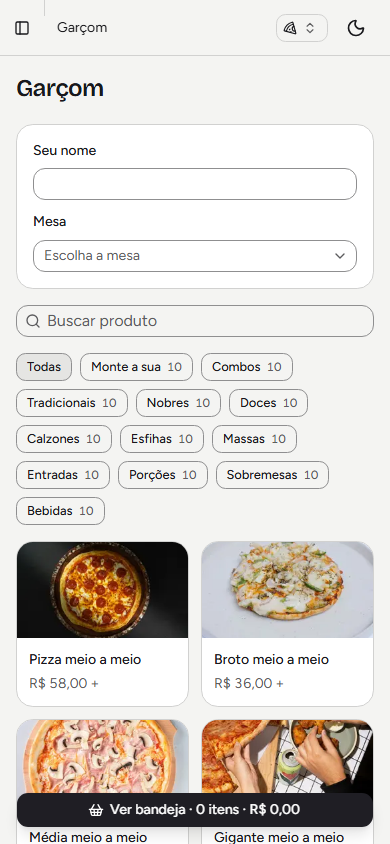 Garçom
Garçom
Seu nome
Mesa
Escolha a mesa
Buscar produto
Todas Monte a sua 10 Combos 10
Tradicionais 10 Nobres 10 Doces 10
Calzones 10 Esfihas 10 Massas 10
Entradas 10 Porções 10 Sobremesas 10
Bebidas 10
Pizza meio a meio Broto meio a meio
R$ 58,00 + R$ 36,00 +
Ver bandeja · 0 itens · R$ 0,00
Média meio a meio Gigante meio a meio